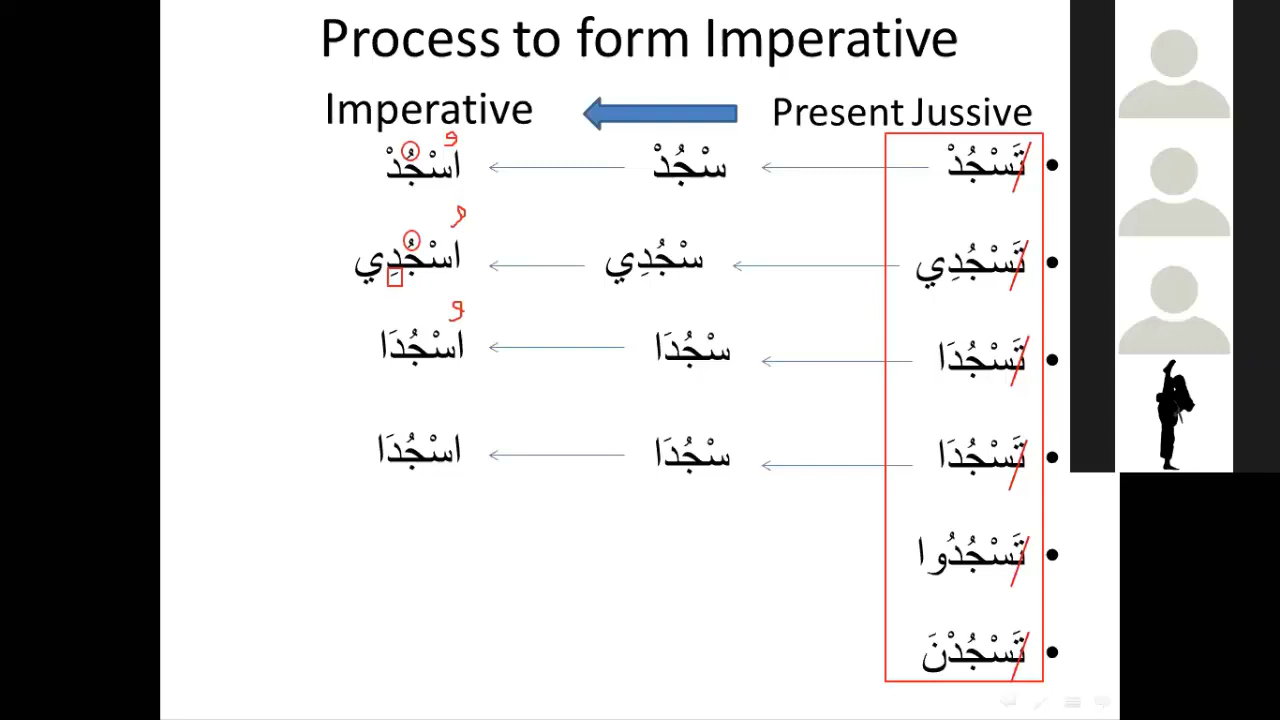 Process to form Imperative
Imperative Present Jussive
• تَسْجُدْ سْجُدْ اسْجُدْ
• تَسْجُدِي سْجُدِي اسْجُدِي
• تَسْجُدَا سْجُدَا اسْجُدَا
• تَسْجُدَا سْجُدَا اسْجُدَا
• تَسْجُدُوا
• تَسْجُدْنَ